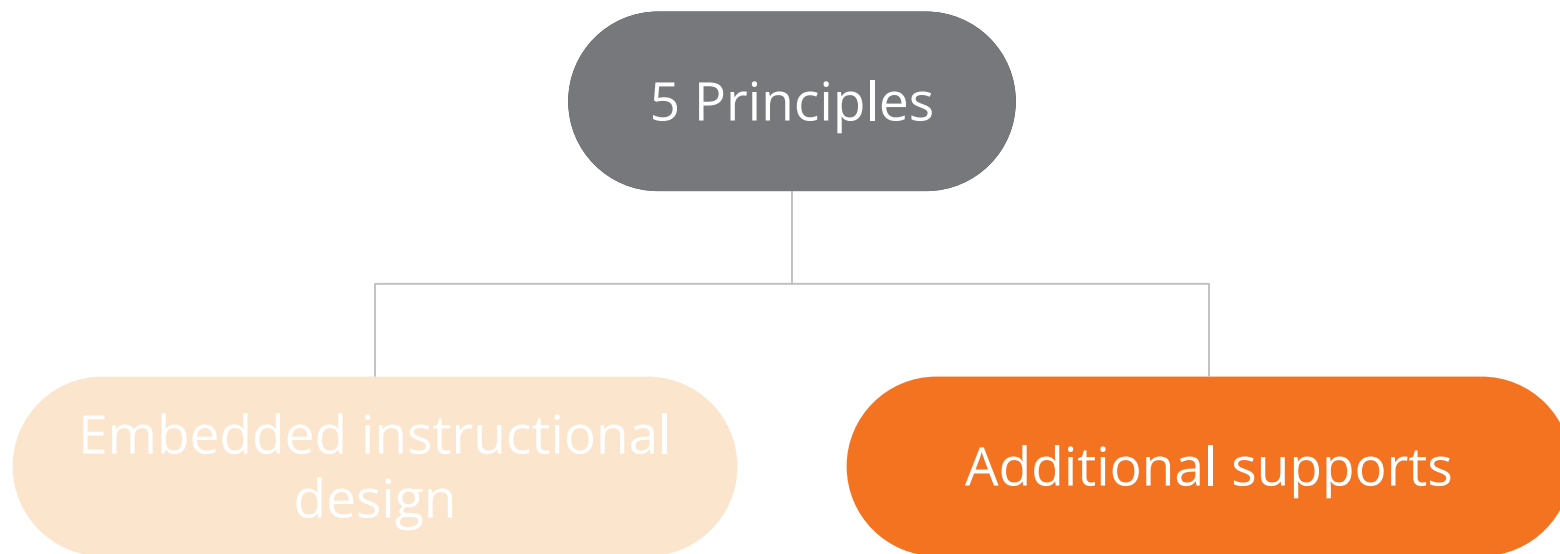 5 Principles
Embedded instructional
design
Additional supports